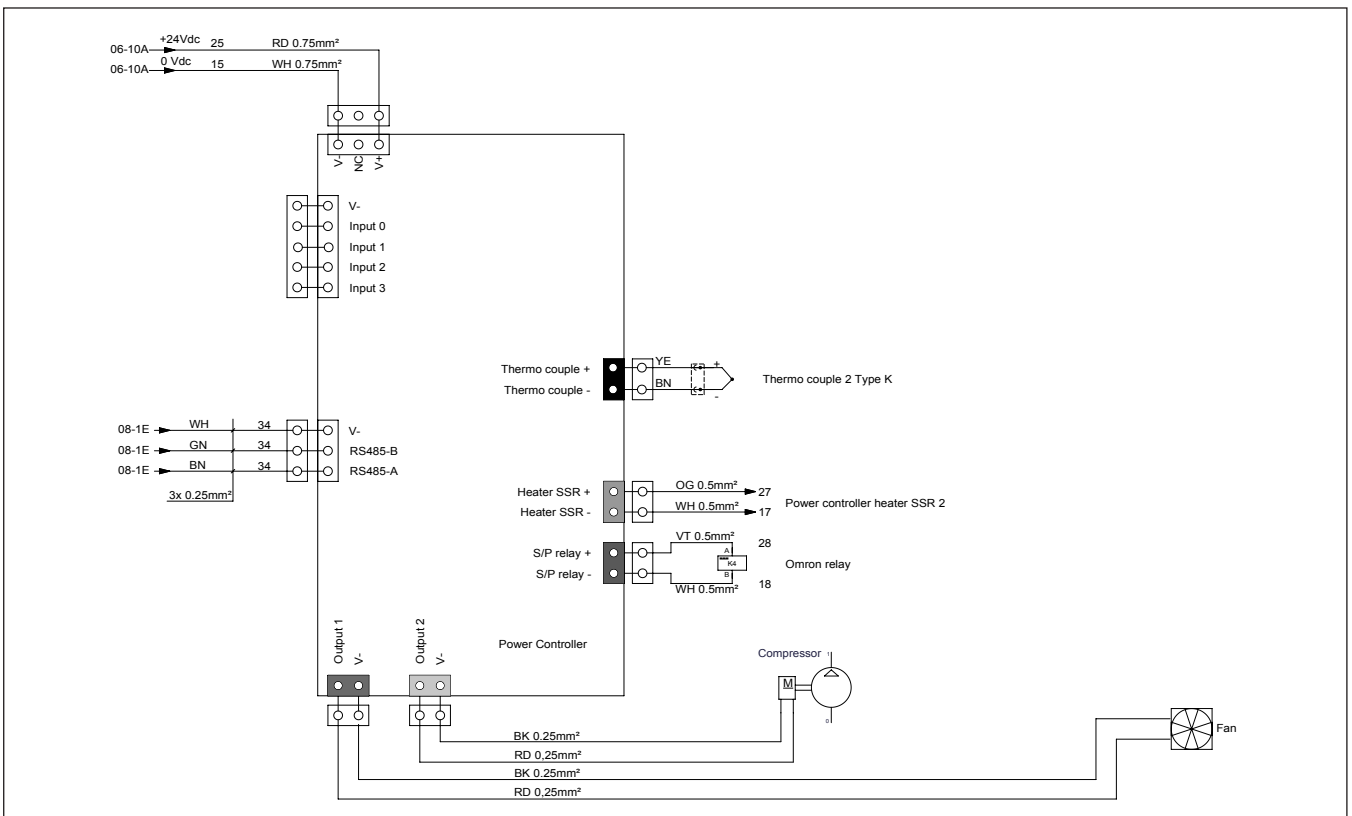 +24Vdc 25 RD 0.75mm²
06-10A
0 Vdc 15 WH 0.75mm²
06-10A
V-
NC
V+
V-
Input 0
Input 1
Input 2
Input 3
Thermo couple + YE +
Thermo couple 2 Type K
Thermo couple - BN -
08-1E WH 34 V-
08-1E GN 34 RS485-B
08-1E BN 34 RS485-A
3x 0.25mm²
Heater SSR + OG 0.5mm² 27
Power controller heater SSR 2
Heater SSR - WH 0.5mm² 17
VT 0.5mm² 28
S/P relay + A
K4 Omron relay
S/P relay - B
WH 0.5mm² 18
Output 1
V-
Output 2
V-
Power Controller
Compressor
M
Fan
BK 0.25mm²
RD 0,25mm²
BK 0.25mm²
RD 0,25mm²